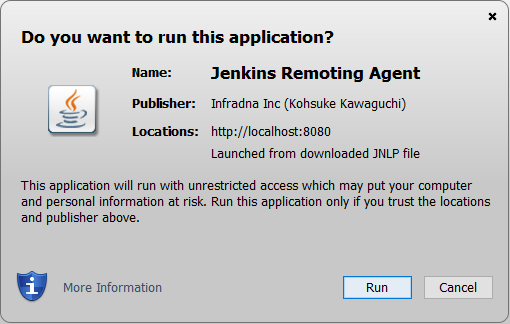 Do you want to run this application?
Name: Jenkins Remoting Agent
Publisher: Infradna Inc (Kohsuke Kawaguchi)
Locations: http://localhost:8080
Launched from downloaded JNLP file
This application will run with unrestricted access which may put your computer
and personal information at risk. Run this application only if you trust the locations
and publisher above.
More Information
Run Cancel